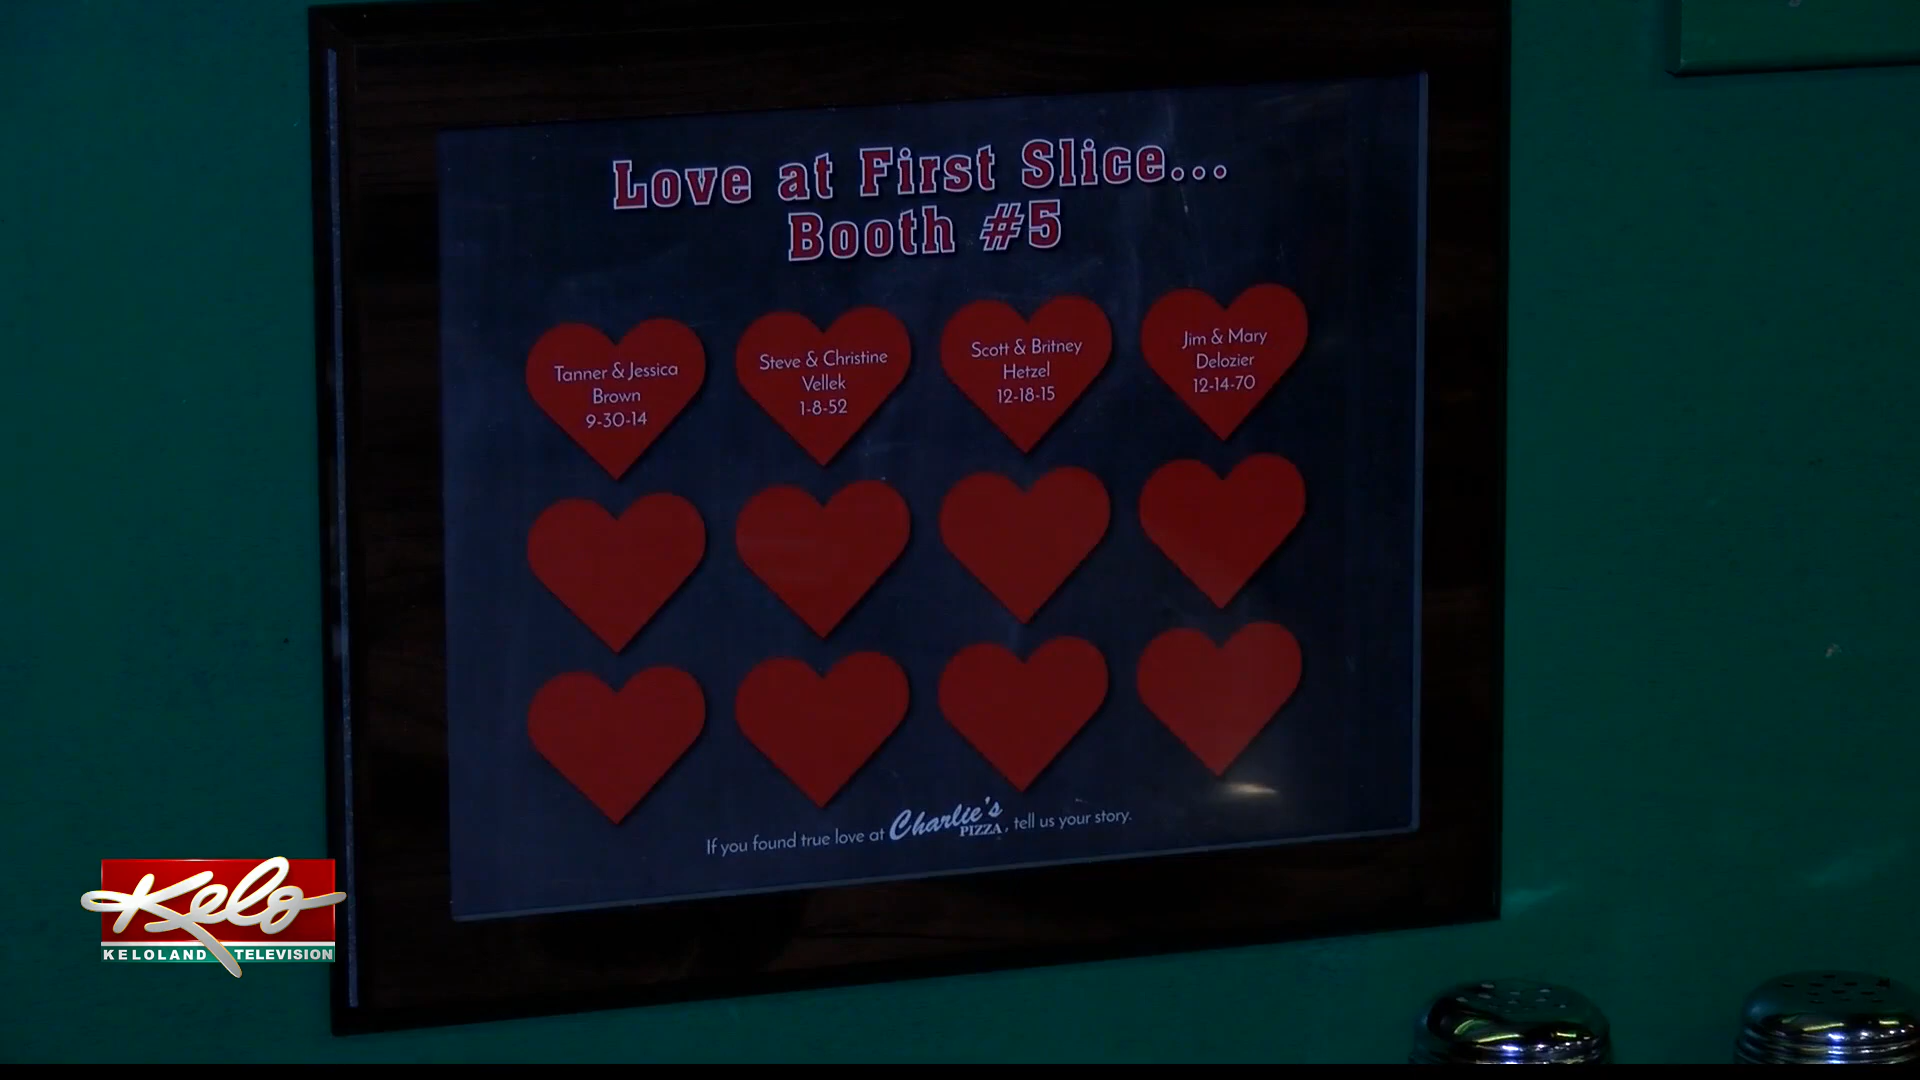 Love at First Slice...
Booth #5
Tanner & Jessica
Brown
9-30-14
Steve & Christine
Vellek
1-8-52
Scott & Britney
Hetzel
12-18-15
Jim & Mary
Delozier
12-14-70
If you found true love at Charlie's PIZZA, tell us your story.
Kelo
KELOLAND TELEVISION